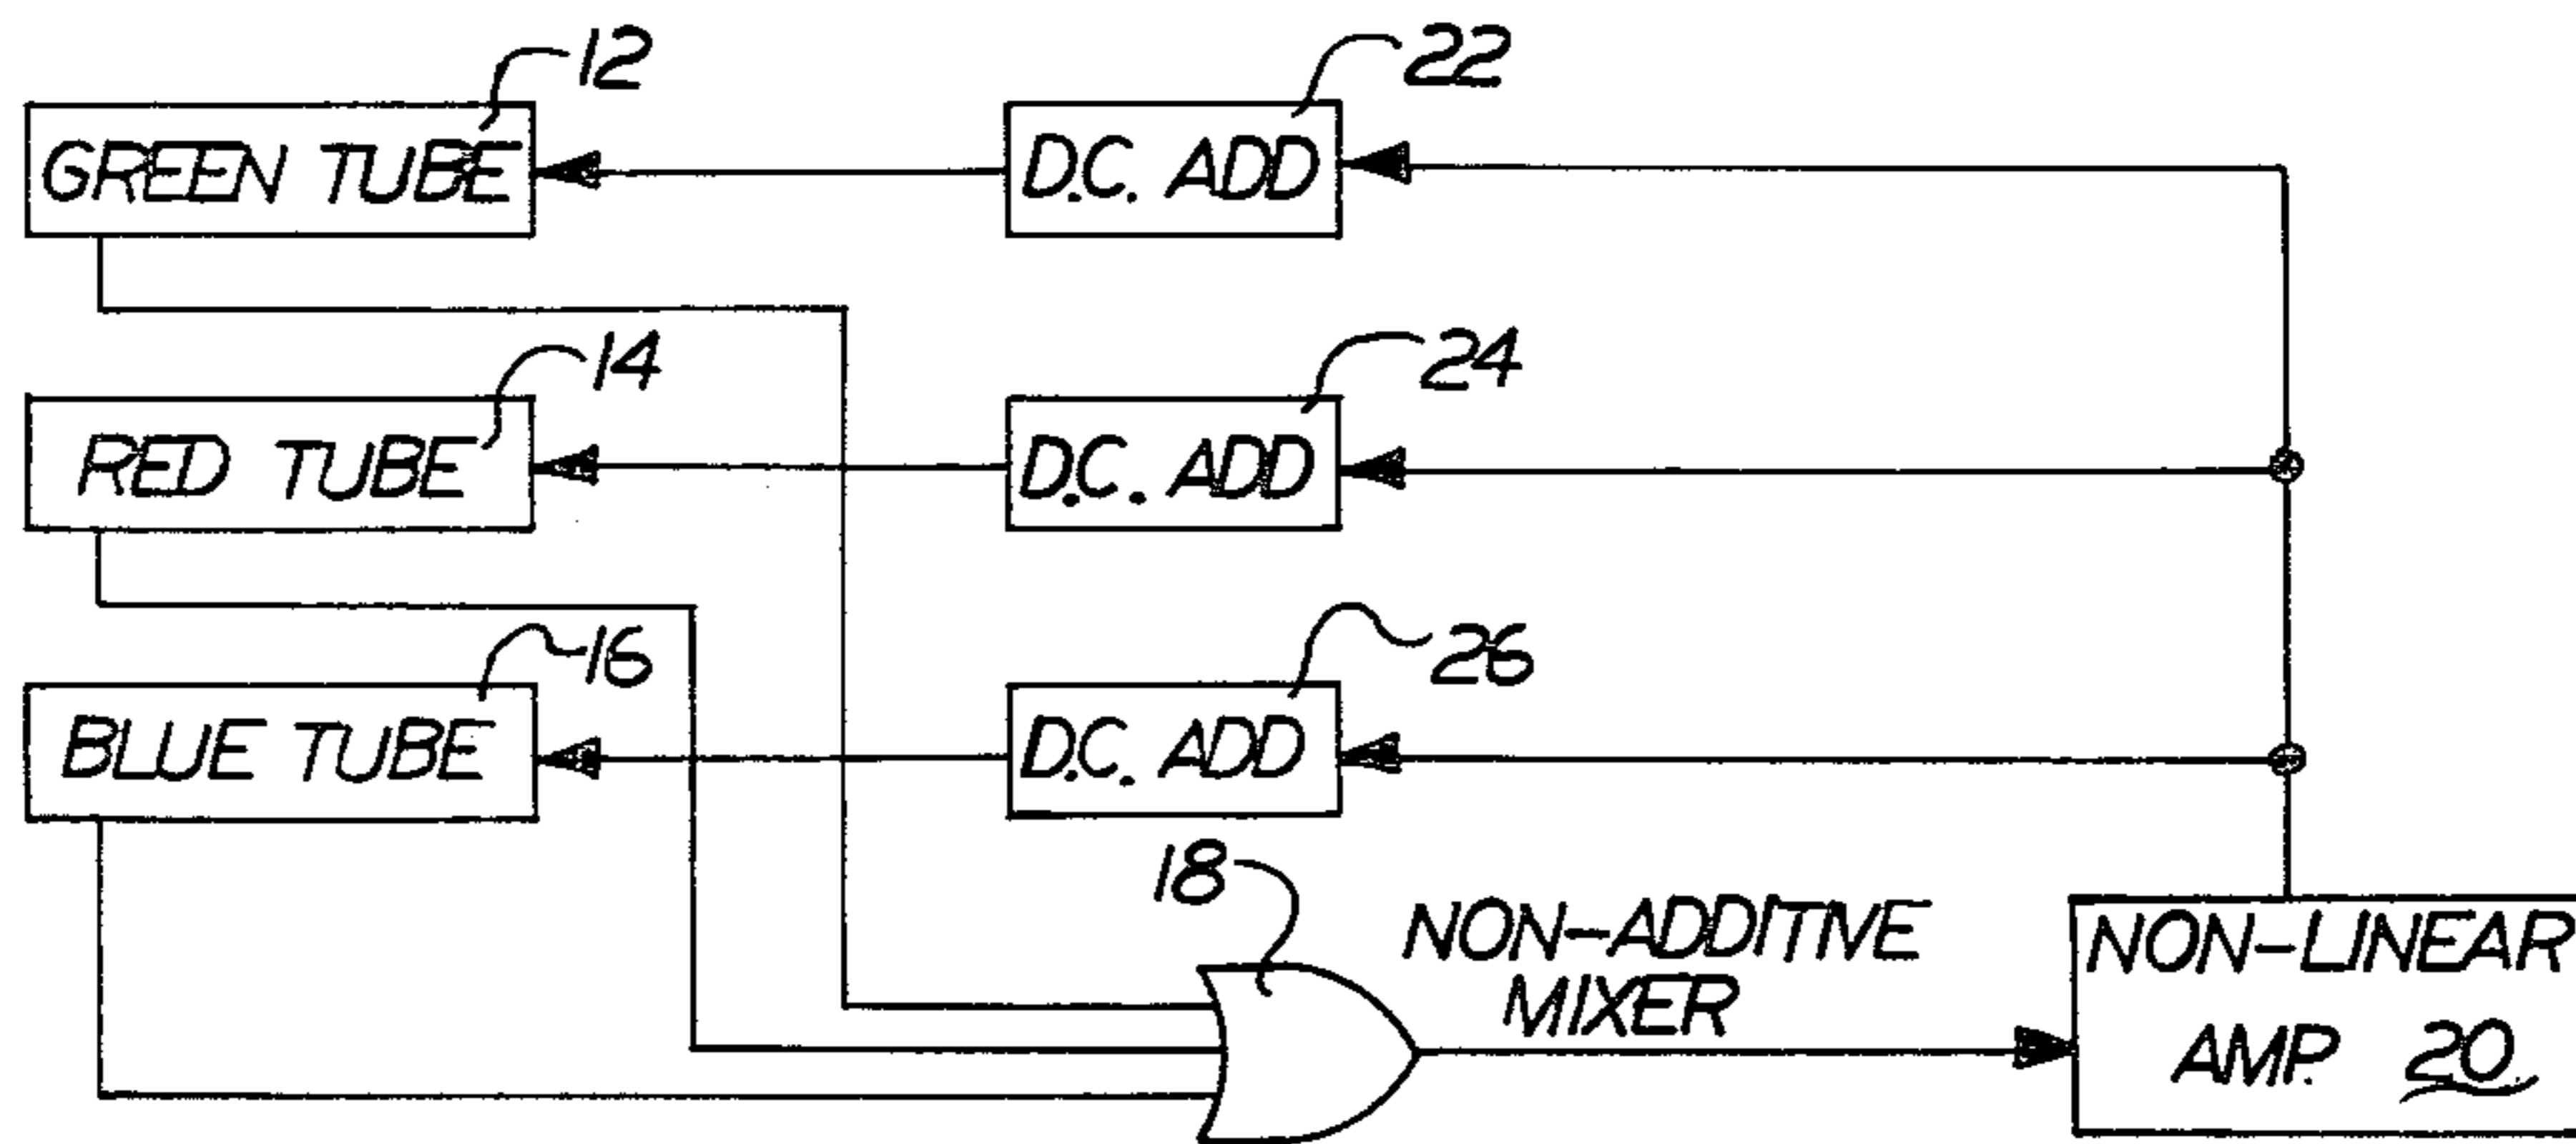 12
22
GREEN TUBE
D.C. ADD
14
24
RED TUBE
D.C. ADD
16
26
BLUE TUBE
D.C. ADD
18
NON-ADDITIVE
MIXER
NON-LINEAR
AMP. 20